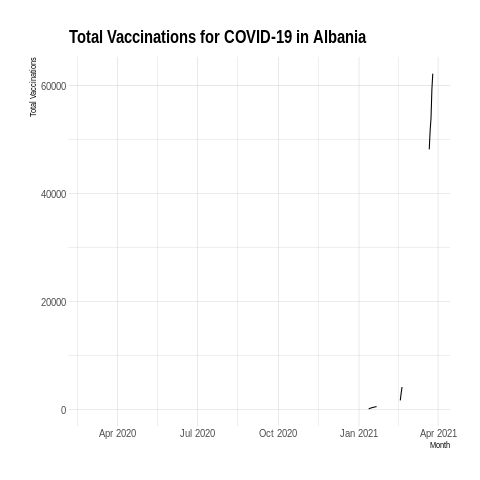 Total Vaccinations for COVID-19 in Albania
Total Vaccinations
60000
40000
20000
0
Apr 2020 Jul 2020 Oct 2020 Jan 2021 Apr 2021
Month